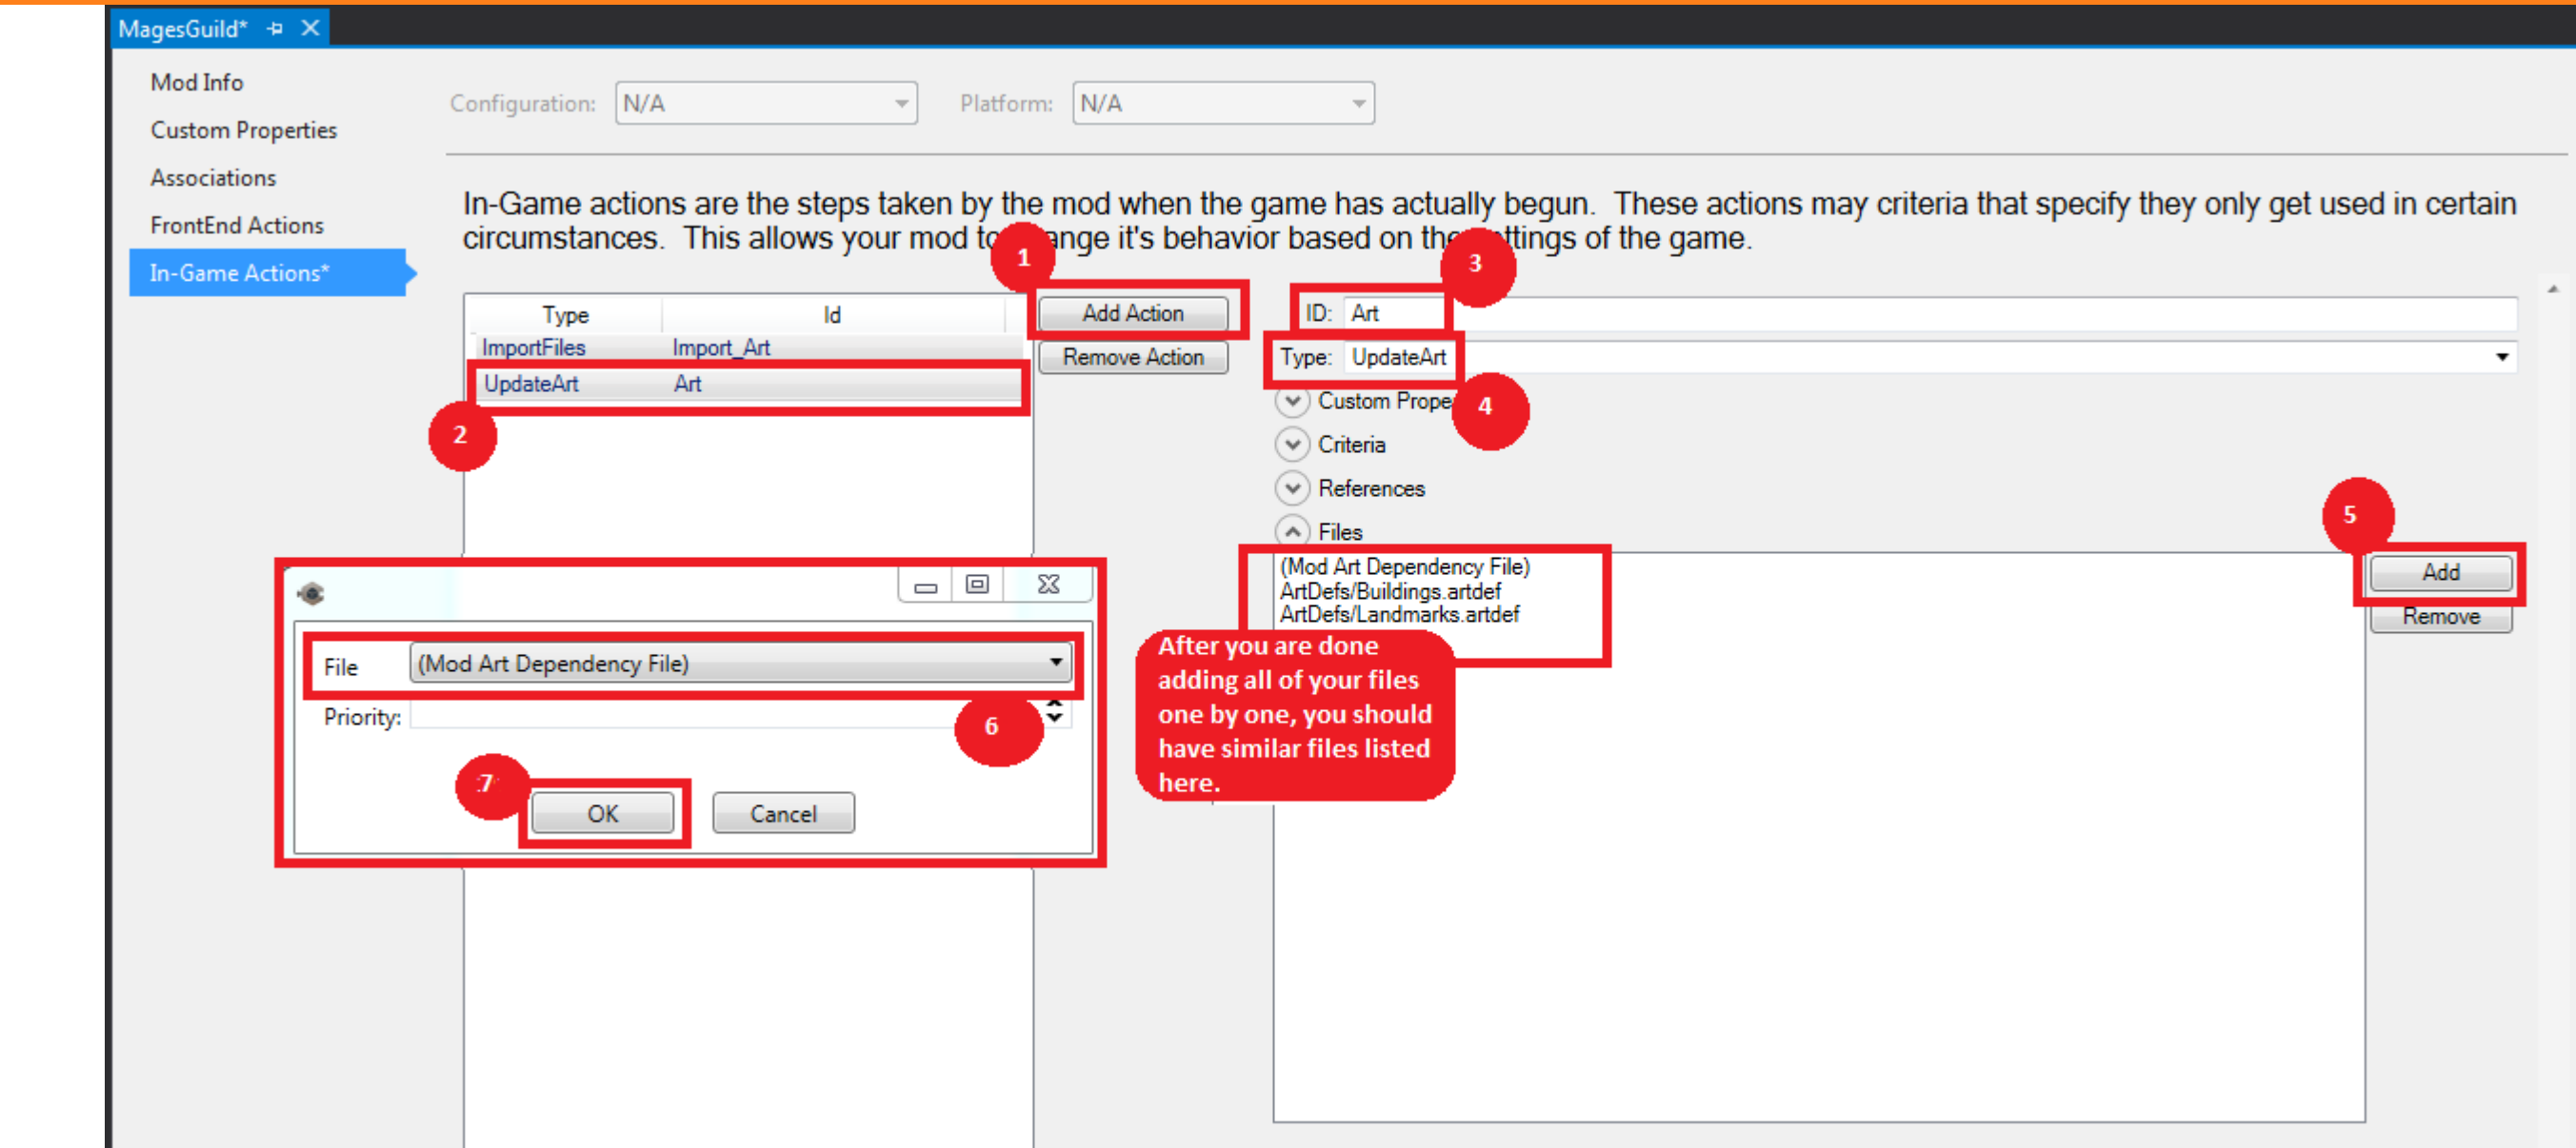 MagesGuild*
Mod Info
Custom Properties
Associations
FrontEnd Actions
In-Game Actions*
Configuration: N/A Platform: N/A
In-Game actions are the steps taken by the mod when the game has actually begun. These actions may criteria that specify they only get used in certain
circumstances. This allows your mod to ange it's behavior based on the ttings of the game.
1
3
Type Id
Add Action
ID: Art
ImportFiles Import_Art
Remove Action
Type: UpdateArt
UpdateArt Art
2
Custom Prope
4
Criteria
References
Files
5
(Mod Art Dependency File)
ArtDefs/Buildings.artdef
ArtDefs/Landmarks.artdef
Add
Remove
After you are done
adding all of your files
one by one, you should
have similar files listed
here.
File (Mod Art Dependency File)
Priority:
6
7
OK Cancel